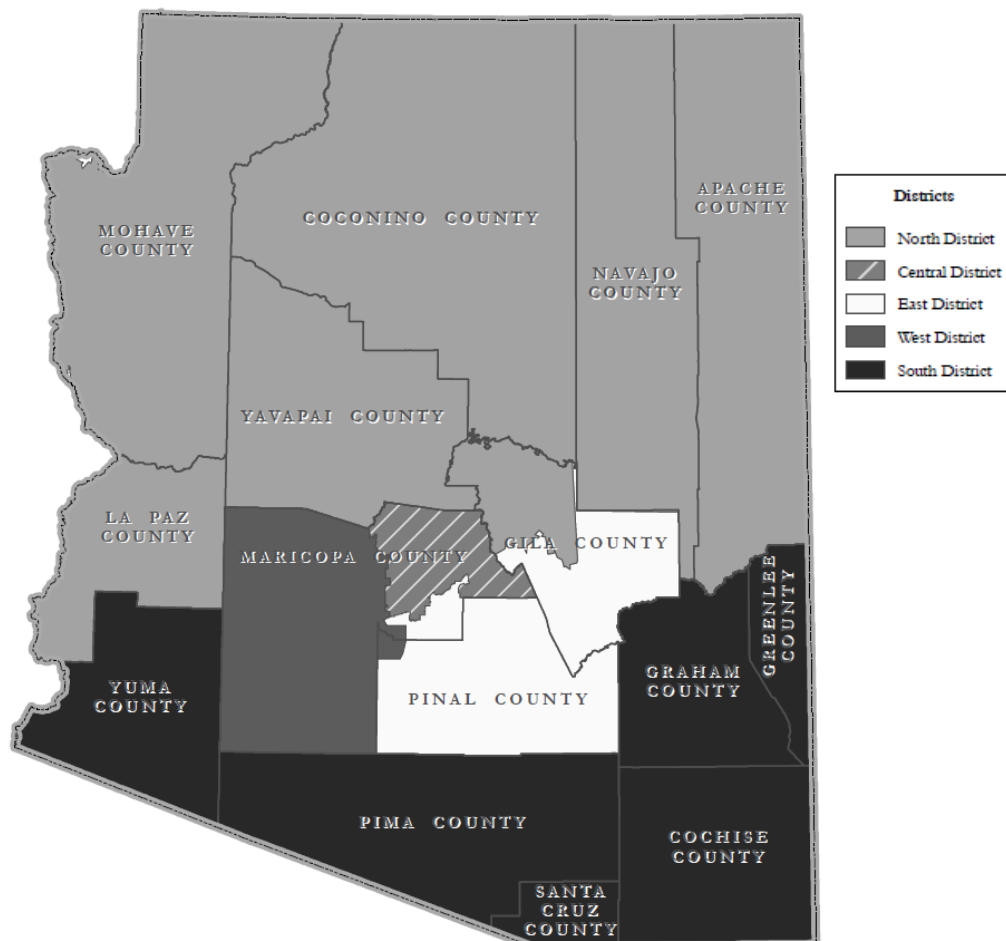 APACHE
COUNTY
COCONINO COUNTY
MOHAVE
COUNTY
NAVAJO
COUNTY
YAVAPAI COUNTY
LA PAZ
COUNTY
MARICOPA COUNTY
GILA COUNTY
GREENLEE
COUNTY
GRAHAM
COUNTY
YUMA
COUNTY
PINAL COUNTY
PIMA COUNTY
COCHISE
COUNTY
SANTA
CRUZ
COUNTY
Districts
North District
Central District
East District
West District
South District